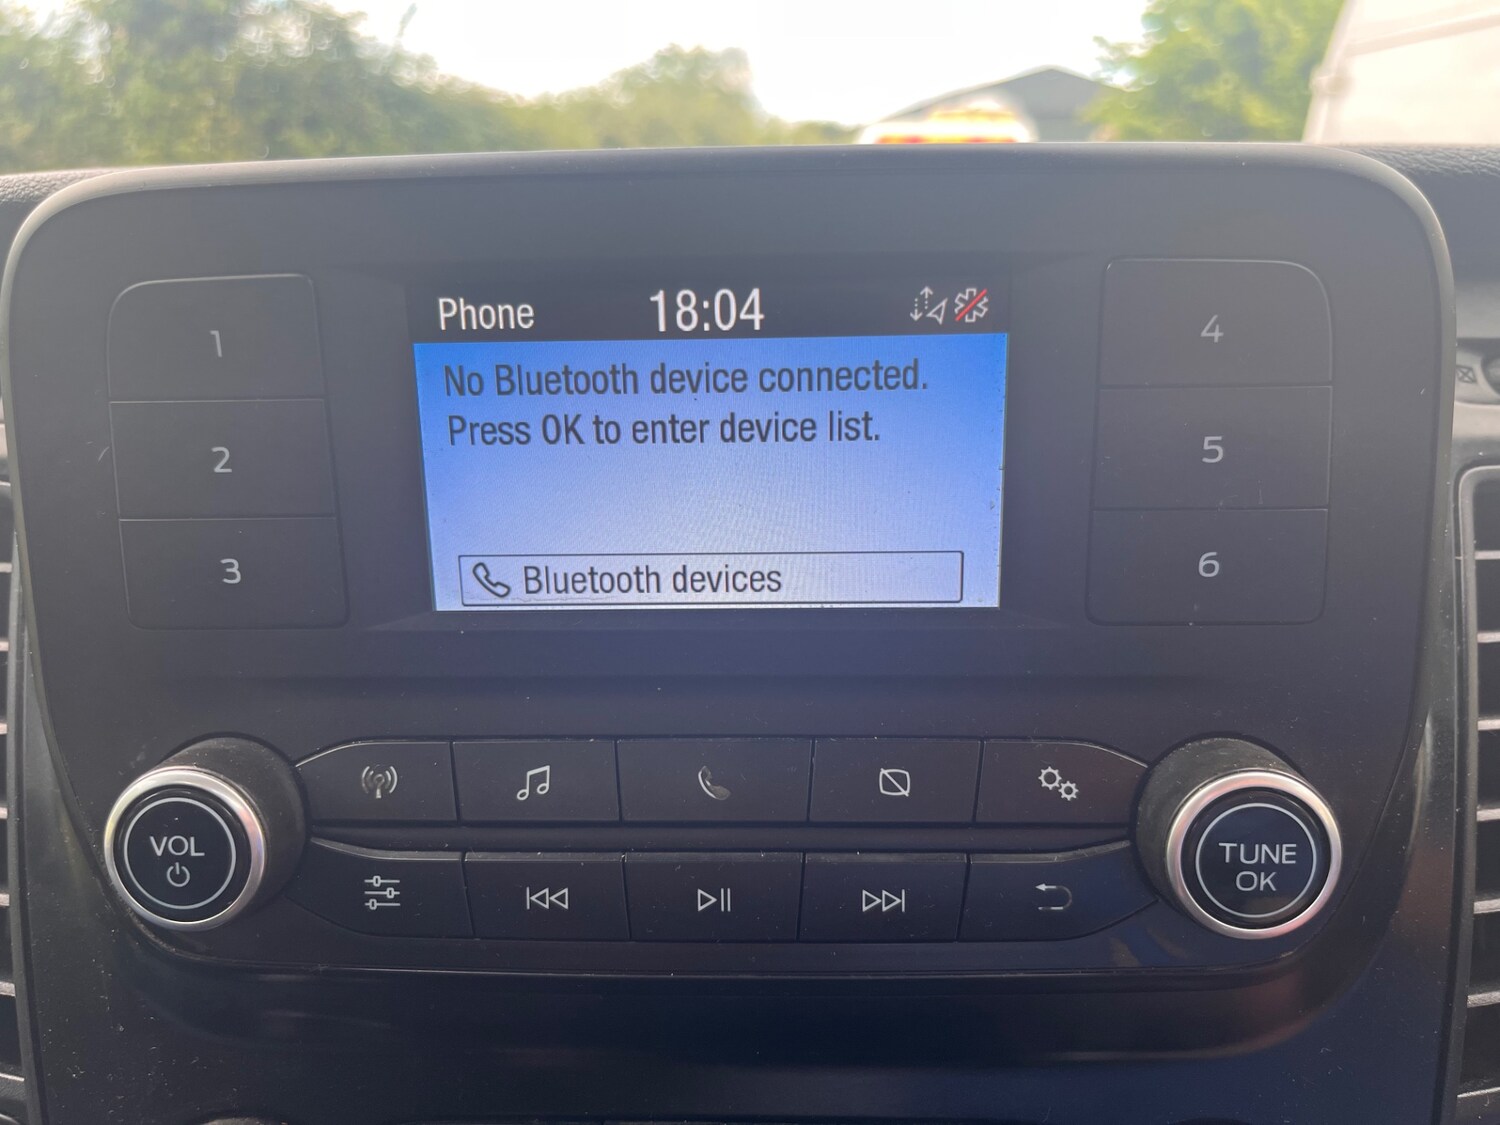 Phone 18:04
No Bluetooth device connected.
Press OK to enter device list.
Bluetooth devices
1
2
3
4
5
6
VOL
TUNE
OK